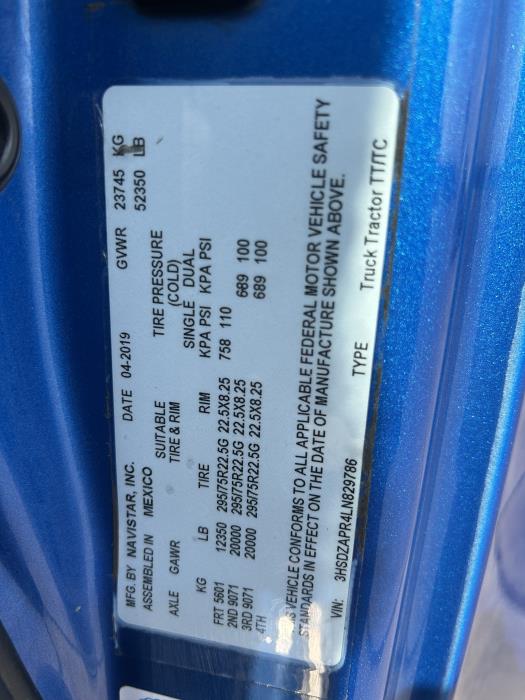 MFG. BY NAVISTAR, INC. DATE 04-2019 GVWR 23745 KG
ASSEMBLED IN MEXICO 52350 LB
SUITABLE TIRE PRESSURE
AXLE GAWR TIRE & RIM (COLD)
SINGLE DUAL
KG LB TIRE RIM KPA PSI KPA PSI
FRT 5601 12350 295/75R22.5G 22.5X8.25 758 110
2ND 9071 20000 295/75R22.5G 22.5X8.25 689 100
3RD 9071 20000 295/75R22.5G 22.5X8.25 689 100
4TH
VEHICLE CONFORMS TO ALL APPLICABLE FEDERAL MOTOR VEHICLE SAFETY
STANDARDS IN EFFECT ON THE DATE OF MANUFACTURE SHOWN ABOVE.
VIN: 3HSDZAPR4LN829786 TYPE Truck Tractor TT/TC